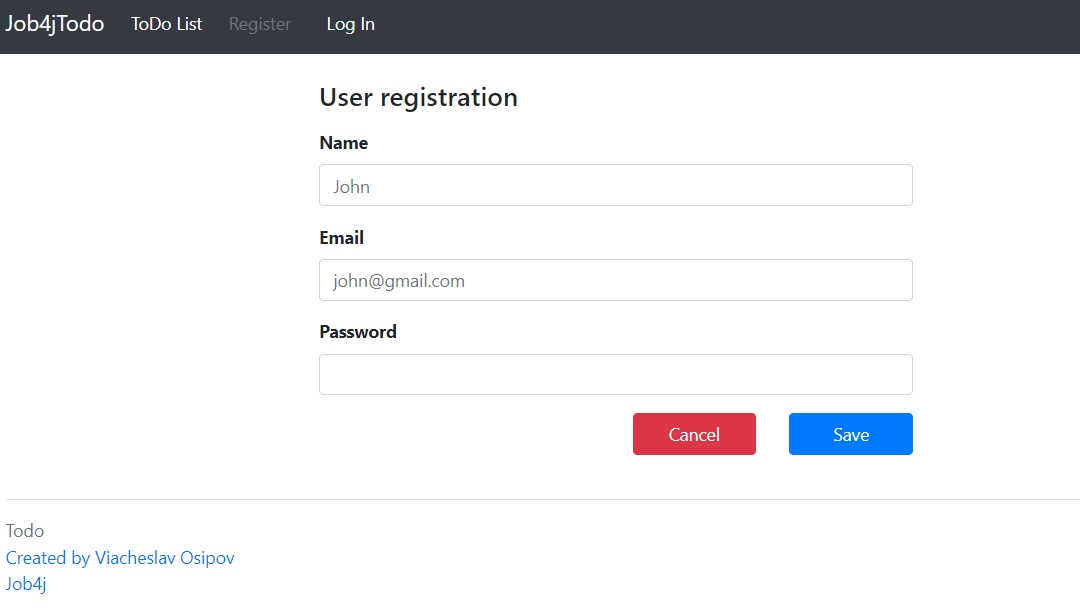 Job4jTodo ToDo List Register Log In
User registration
Name
John
Email
john@gmail.com
Password
Cancel Save
Todo
Created by Viacheslav Osipov
Job4j